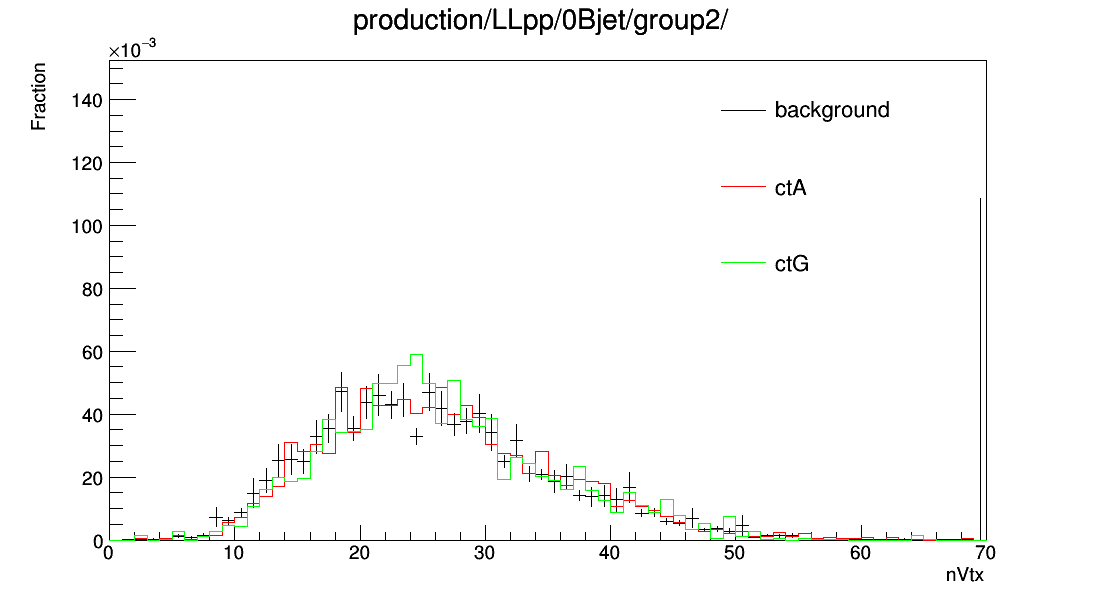 production/LLpp/0Bjet/group2/
×10⁻³
Fraction
140
120
100
80
60
40
20
0
background
ctA
ctG
0 10 20 30 40 50 60 70
nVtx